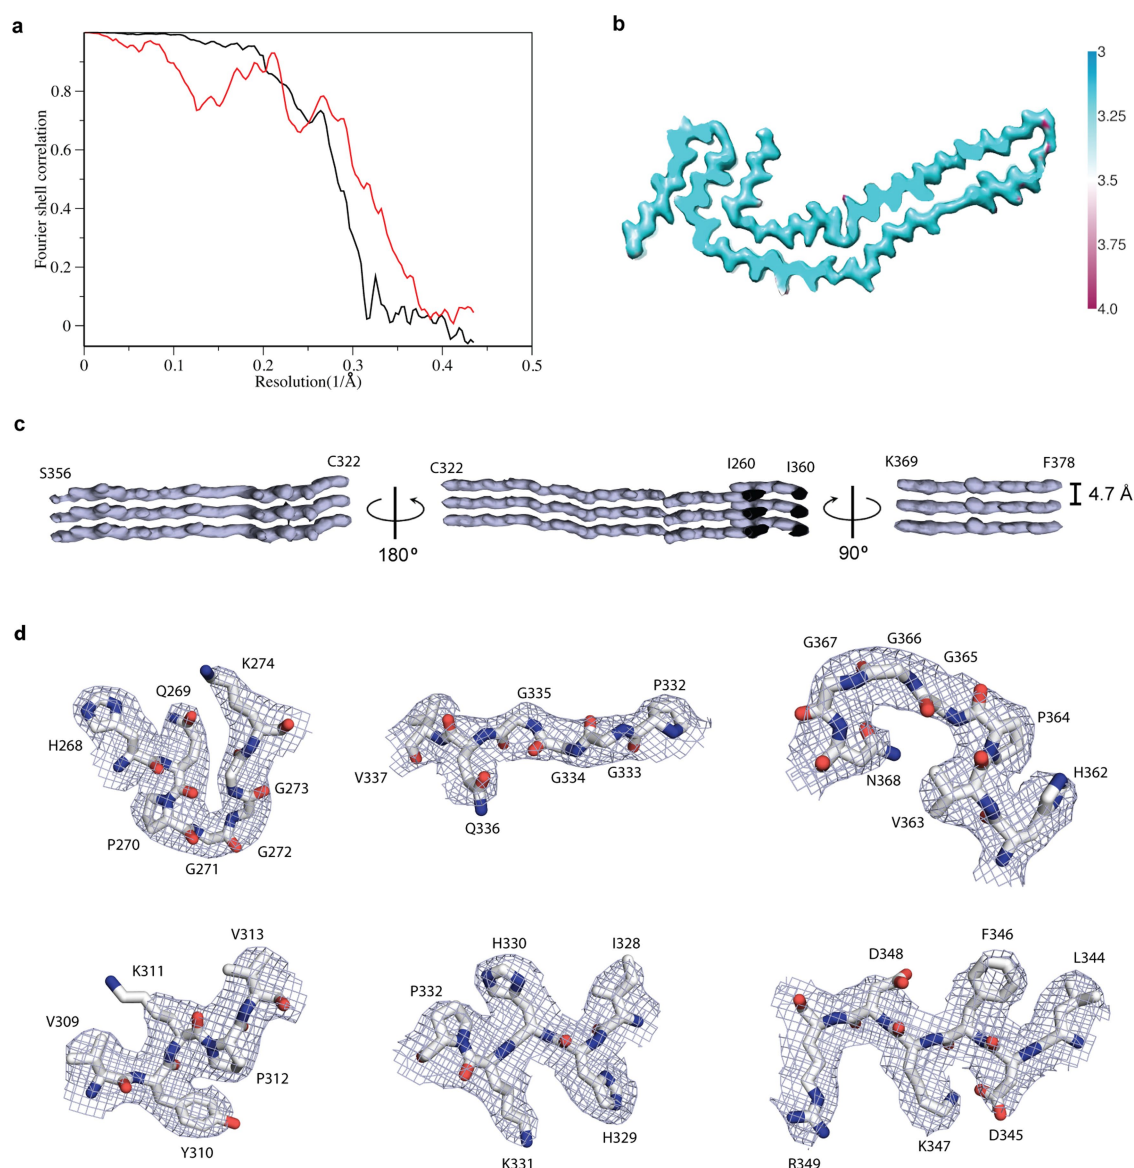 a
0.8
0.6
0.4
0.2
0
Fourier shell correlation
0 0.1 0.2 0.3 0.4 0.5
Resolution(1/Å)
b
3
3.25
3.5
3.75
4.0
c
S356 C322 C322 I260 I360 K369 F378
4.7 Å
180º 90º
d
K274
Q269
H268
G273
P270
G272
G271
G335 P332
V337 G334 G333
Q336
G367 G366
G365
P364
N368 H362
V363
V313
K311
V309
P312
Y310
H330 I328
P332
H329
K331
F346
D348 L344
K347 D345
R349